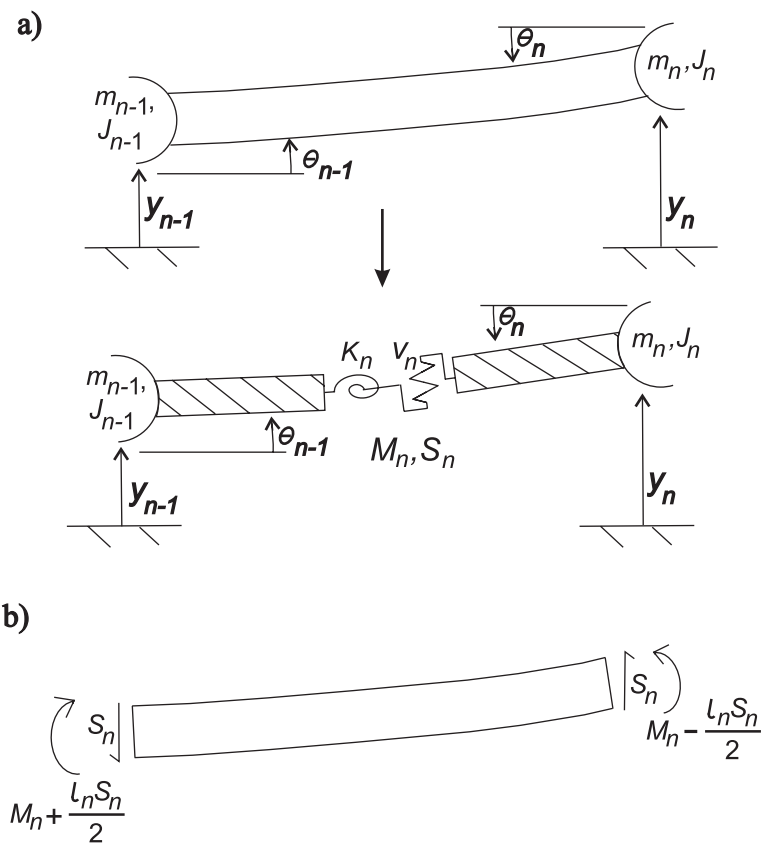 a)
θn
mn, Jn
mn-1,
Jn-1
θn-1
yn-1
yn
θn
Kn
Vn
mn, Jn
mn-1,
Jn-1
θn-1
Mn, Sn
yn-1
yn
b)
Sn
Sn
Mn - lnSn/2
Mn + lnSn/2